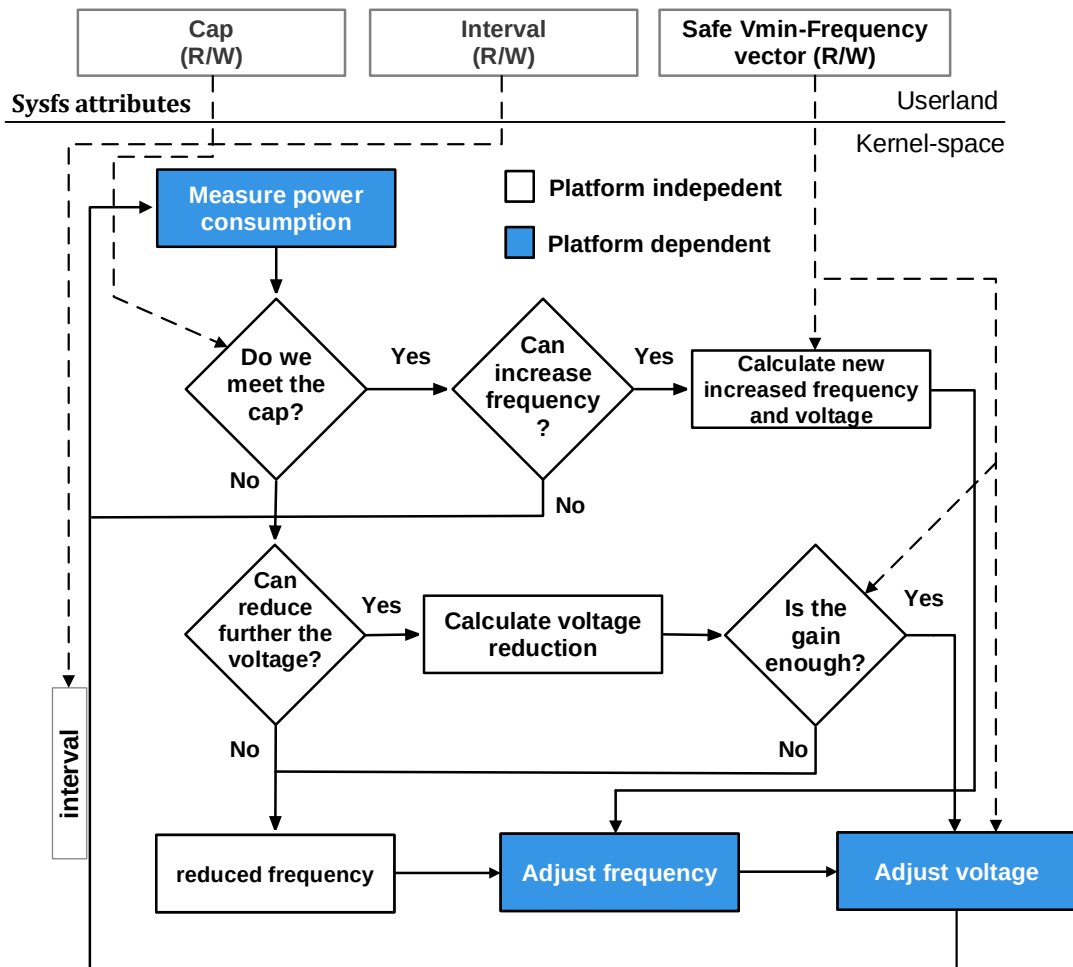 Cap
(R/W)
Interval
(R/W)
Safe Vmin-Frequency
vector (R/W)
Sysfs attributes
Userland
Kernel-space
Measure power
consumption
Platform indepedent
Platform dependent
Do we
meet the
cap?
Yes
Can
increase
frequency
?
Yes
Calculate new
increased frequency
and voltage
No
No
Can
reduce
further the
voltage?
Yes
Calculate voltage
reduction
Is the
gain
enough?
Yes
No
No
interval
reduced frequency
Adjust frequency
Adjust voltage